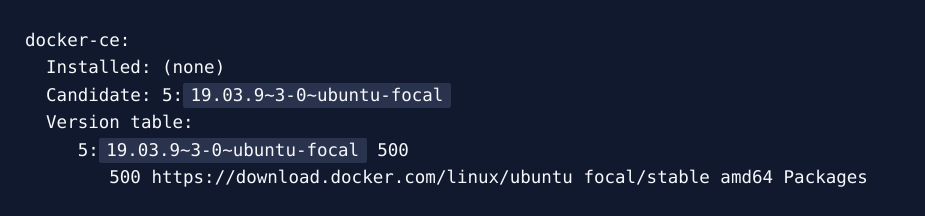 docker-ce:
Installed: (none)
Candidate: 5:19.03.9~3-0~ubuntu-focal
Version table:
5:19.03.9~3-0~ubuntu-focal 500
500 https://download.docker.com/linux/ubuntu focal/stable amd64 Packages